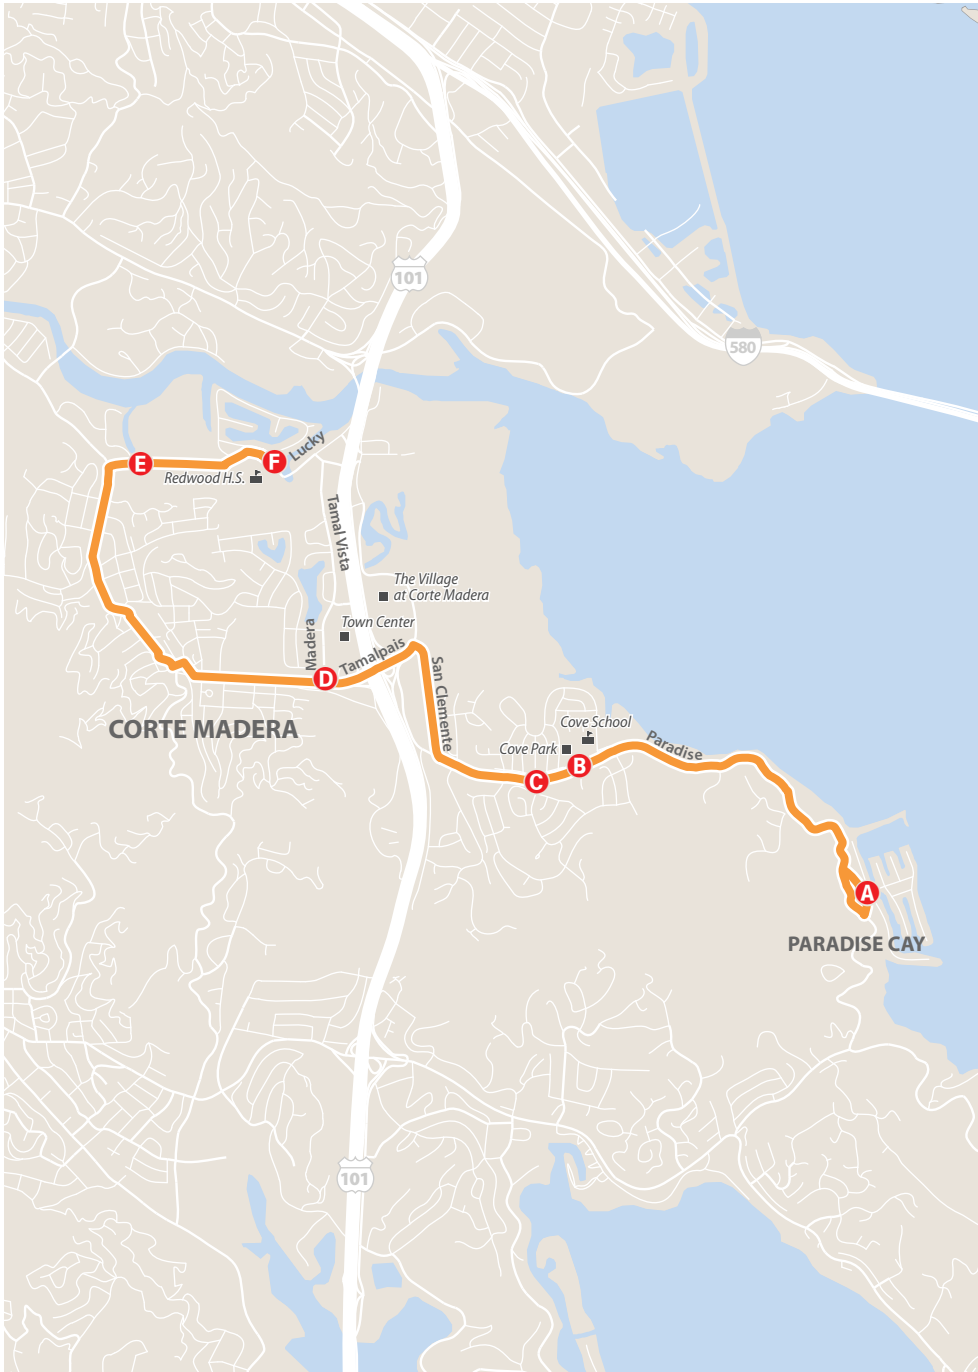 101
580
E
F
Lucky
Redwood H.S.
Tamal Vista
The Village
at Corte Madera
Town Center
Madera
Tamalpais
D
San Clemente
CORTE MADERA
Cove School
Cove Park
Paradise
B
C
A
PARADISE CAY
101